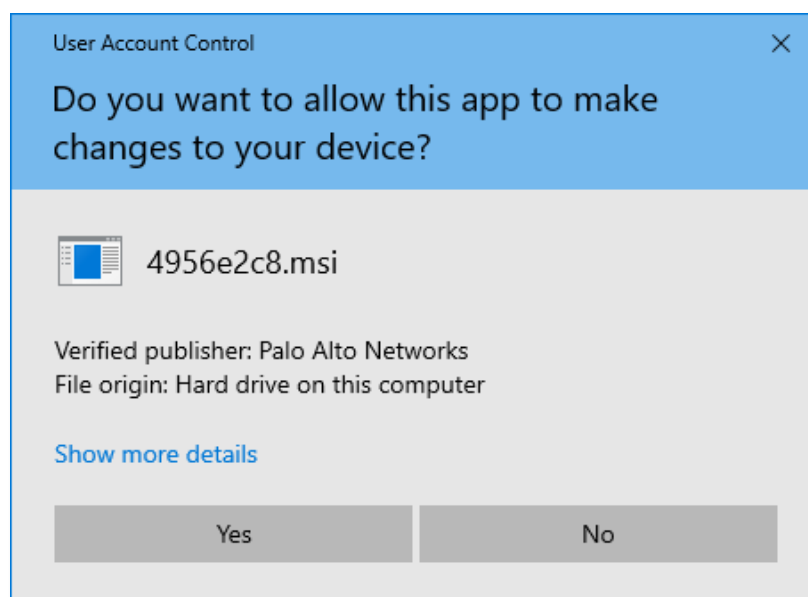 User Account Control
Do you want to allow this app to make
changes to your device?
4956e2c8.msi
Verified publisher: Palo Alto Networks
File origin: Hard drive on this computer
Show more details
Yes
No